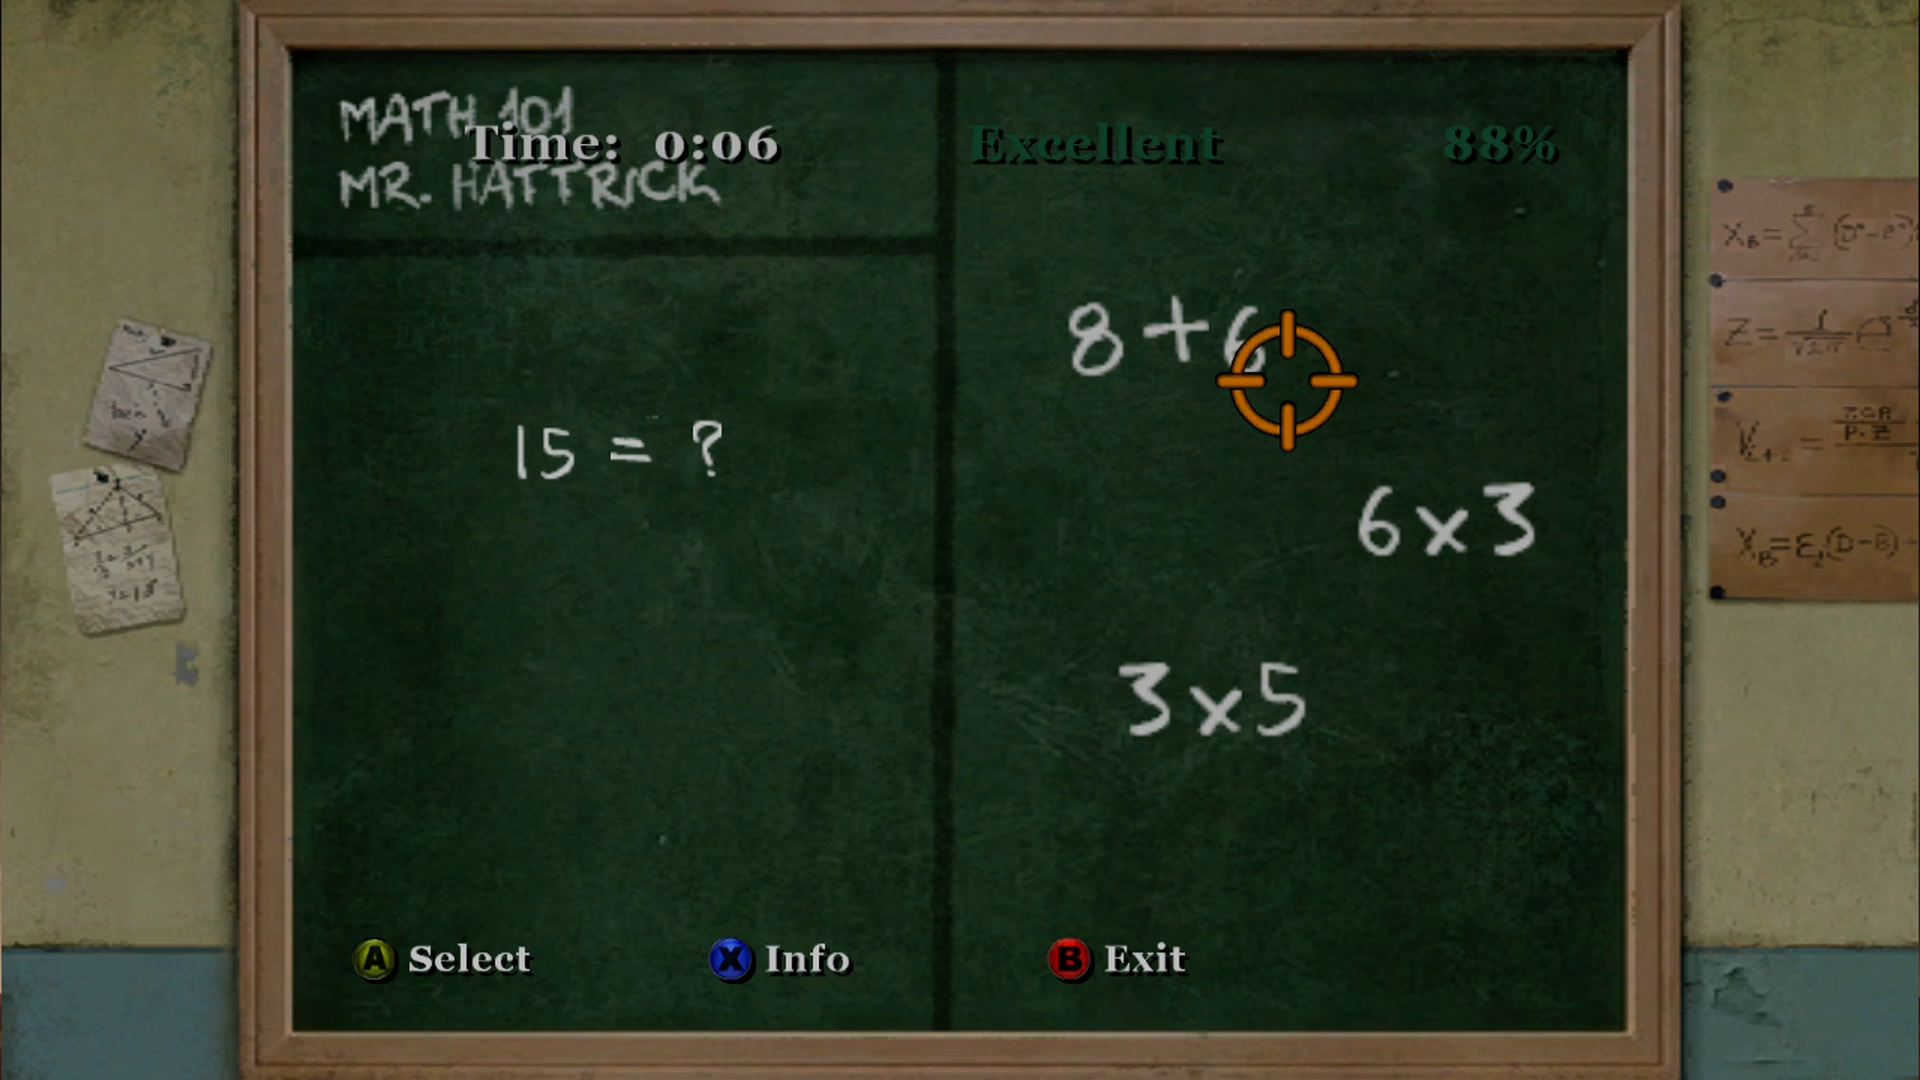 MATH 101
Time: 0:06
Excellent
88%
MR. HATTRICK
8+6
15 = ?
6x3
3x5
A Select
X Info
B Exit